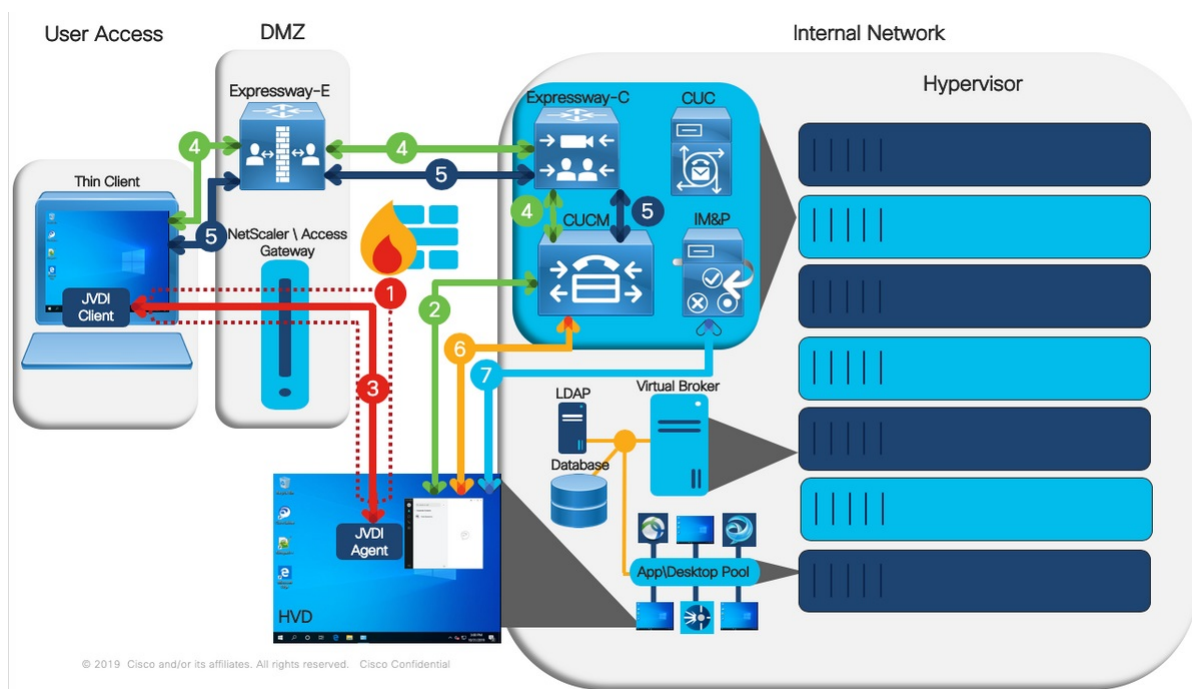 User Access
DMZ
Internal Network
Expressway-E
Expressway-C
CUC
Hypervisor
4
4
4
5
5
Thin Client
5
4
CUCM
IM&P
NetScaler \ Access
Gateway
1
JVDI
Client
2
3
6
7
LDAP
Virtual Broker
Database
JVDI
Agent
App\Desktop Pool
HVD
© 2019 Cisco and/or its affiliates. All rights reserved. Cisco Confidential